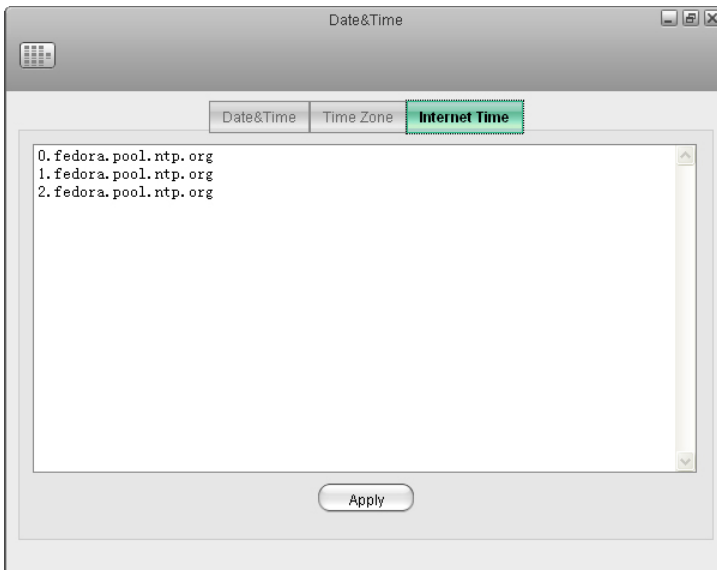 Date&Time
Date&Time Time Zone Internet Time
0.fedora.pool.ntp.org
1.fedora.pool.ntp.org
2.fedora.pool.ntp.org
Apply